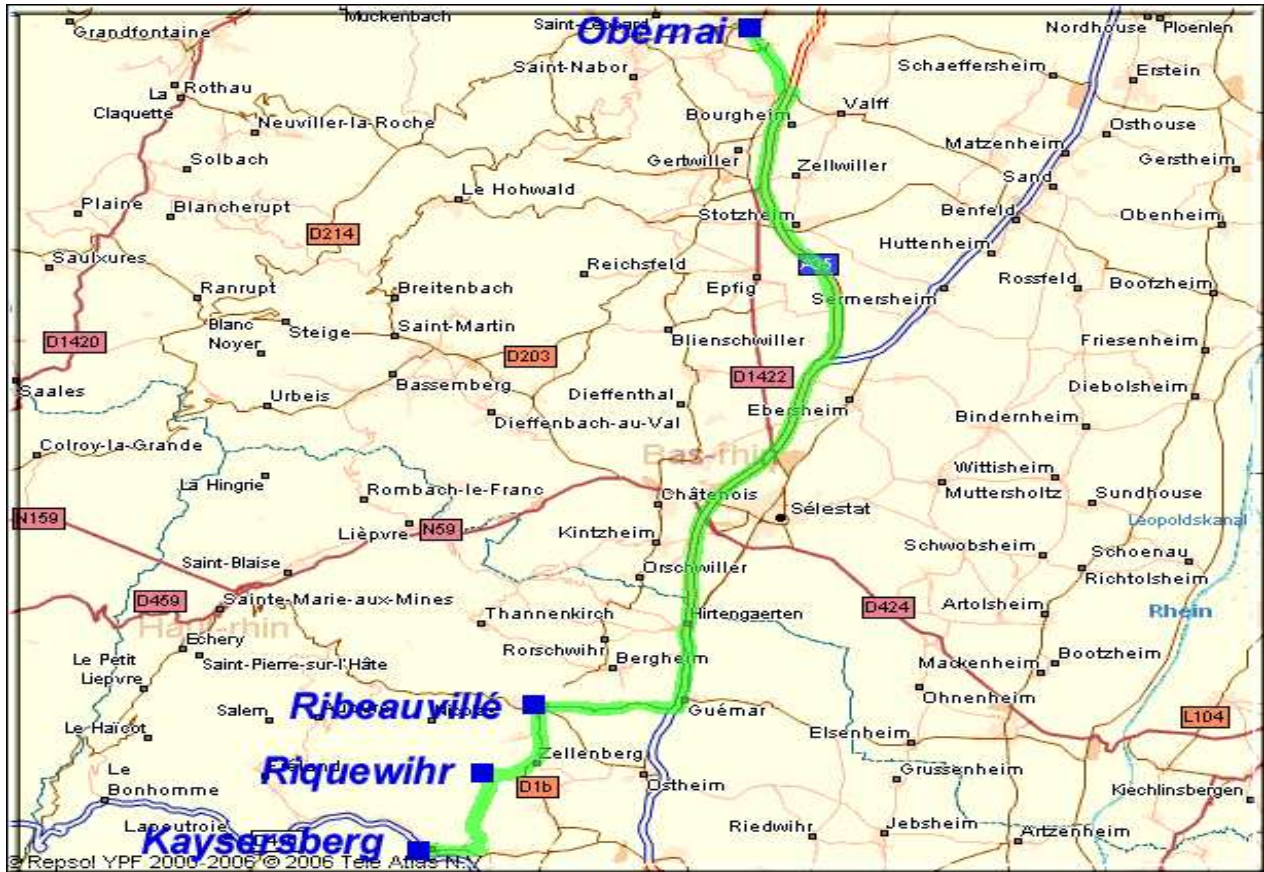 Muckenbach
Grandfontaine
Obernai
Nordhouse
Ploenlen
Saint-Nabor
Schaeffersheim
Erstein
La
Claquette
Rothau
Valff
Bourgheim
Neuviller-la-Roche
Osthouse
Matzenheim
Gertwiller
Solbach
Zellwiller
Gerstheim
Sand
Le Hohwald
Plaine
Blancherupt
Stotzheim
Benfeld
Obenheim
D214
Huttenheim
Saulxures
Reichsfeld
Rossfeld
Ranrupt
Breitenbach
Epfig
Sermersheim
Bootzheim
Blanc
Noyer
Steige
Saint-Martin
D1420
Blienschwiller
Friesenheim
D203
D1422
Saales
Bassemberg
Diebolsheim
Urbeis
Dieffenthal
Ebersheim
Dieffenbach-au-Val
Bindernheim
Colroy-la-Grande
Bas-rhin
Wittisheim
La Hingrie
Rombach-le-Franc
Châtenois
Muttersholtz
Sundhouse
Sélestat
N159
Lièpvre
N59
Kintzheim
Leopoldskanal
Schwobsheim
Schoenau
Saint-Blaise
Orschwiller
Richtolsheim
D459
Sainte-Marie-aux-Mines
Thannenkirch
Hirtengaerten
D424
Artolsheim
Rhein
Haut-rhin
Echery
Rorschwihr
Le Petit
Liepvre
Saint-Pierre-sur-l'Hâte
Bergheim
Mackenheim
Bootzheim
Ohnenheim
Ribeauvillé
Salem
Guémar
L104
Le Haïcot
Elsenheim
Zellenberg
Riquewihr
Le
Bonhomme
D1b
Ostheim
Grussenheim
Kiechlinsbergen
Lapoutroie
Kaysersberg
Riedwihr
Jebsheim
Artzenheim
Repsol YPF 2000-2006 © 2006 Tele Atlas N.V